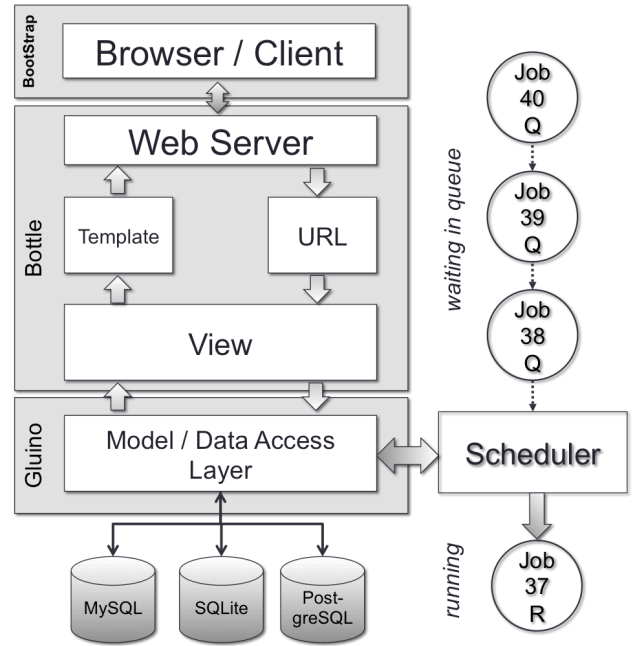 BootStrap
Browser / Client
Bottle
Web Server
Template
URL
View
Gluino
Model / Data Access
Layer
MySQL
SQLite
Post-
greSQL
waiting in queue
Job
40
Q
Job
39
Q
Job
38
Q
Scheduler
running
Job
37
R